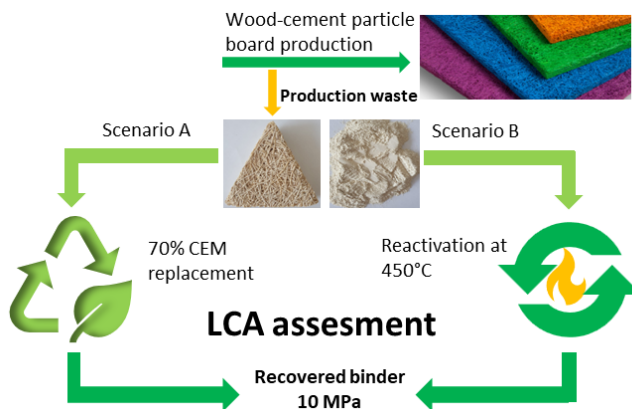 Wood-cement particle
board production
Production waste
Scenario A
Scenario B
70% CEM
replacement
Reactivation at
450°C
LCA assesment
Recovered binder
10 MPa